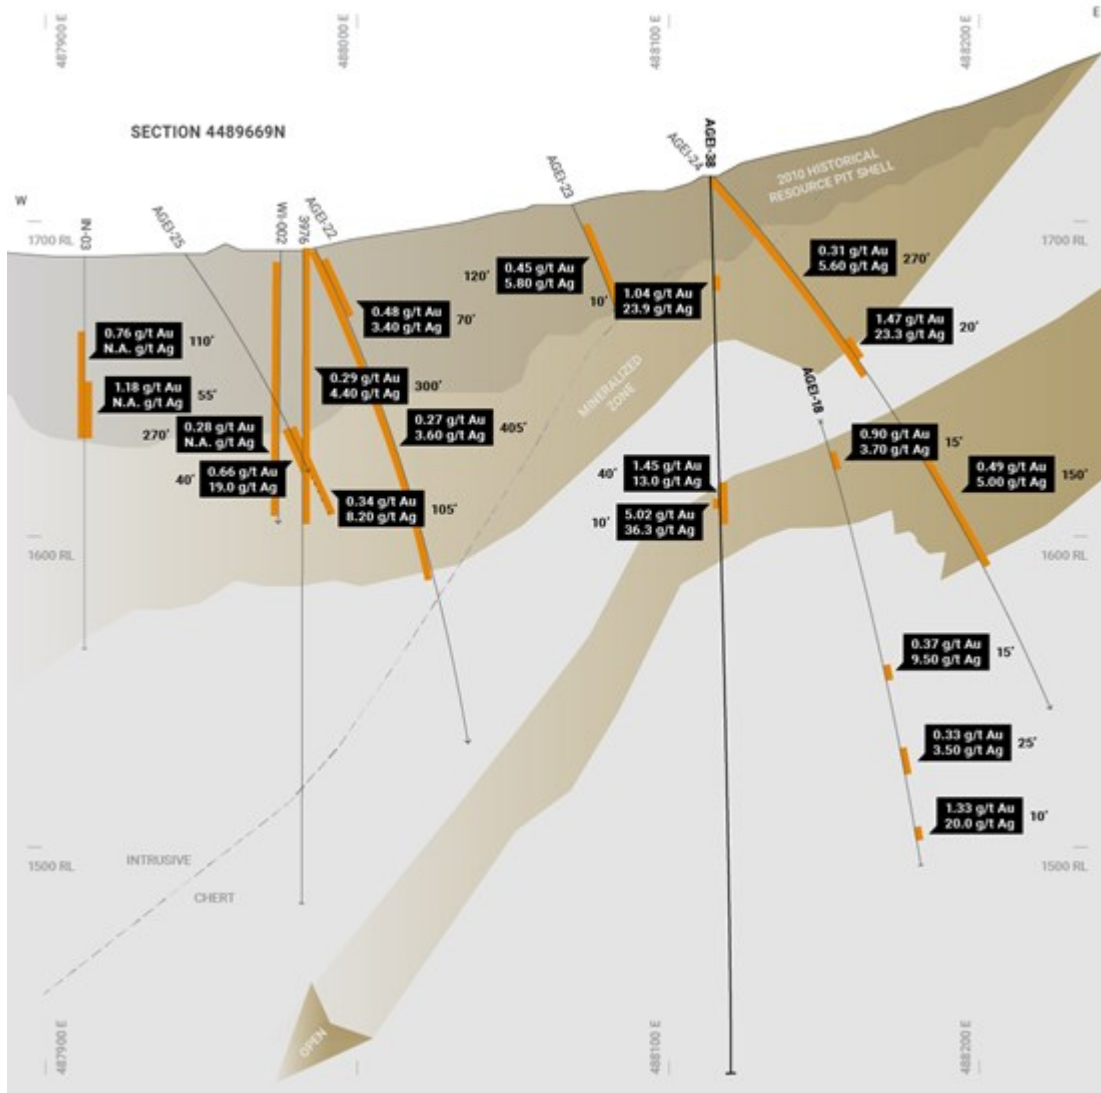 487900 E
488000 E
488100 E
488200 E
E
SECTION 4489669N
W
1700 RL
1700 RL
IN-03
AGEI-25
WI-002
3976
AGEI-22
AGEI-23
AGEI-24
AGEI-38
2010 HISTORICAL
RESOURCE PIT SHELL
0.76 g/t Au
N.A. g/t Ag
110'
1.18 g/t Au
N.A. g/t Ag
55'
270'
0.28 g/t Au
N.A. g/t Ag
40'
0.66 g/t Au
19.0 g/t Ag
0.48 g/t Au
3.40 g/t Ag
70'
0.29 g/t Au
4.40 g/t Ag
300'
0.27 g/t Au
3.60 g/t Ag
405'
0.34 g/t Au
8.20 g/t Ag
105'
120'
0.45 g/t Au
5.80 g/t Ag
10'
1.04 g/t Au
23.9 g/t Ag
0.31 g/t Au
5.60 g/t Ag
270'
1.47 g/t Au
23.3 g/t Ag
20'
MINERALIZED
ZONE
AGEI-18
0.90 g/t Au
3.70 g/t Ag
15'
0.49 g/t Au
5.00 g/t Ag
150'
40'
1.45 g/t Au
13.0 g/t Ag
10'
5.02 g/t Au
36.3 g/t Ag
1600 RL
1600 RL
0.37 g/t Au
9.50 g/t Ag
15'
0.33 g/t Au
3.50 g/t Ag
25'
1.33 g/t Au
20.0 g/t Ag
10'
1500 RL
1500 RL
INTRUSIVE
CHERT
OPEN
487900 E
488100 E
488200 E